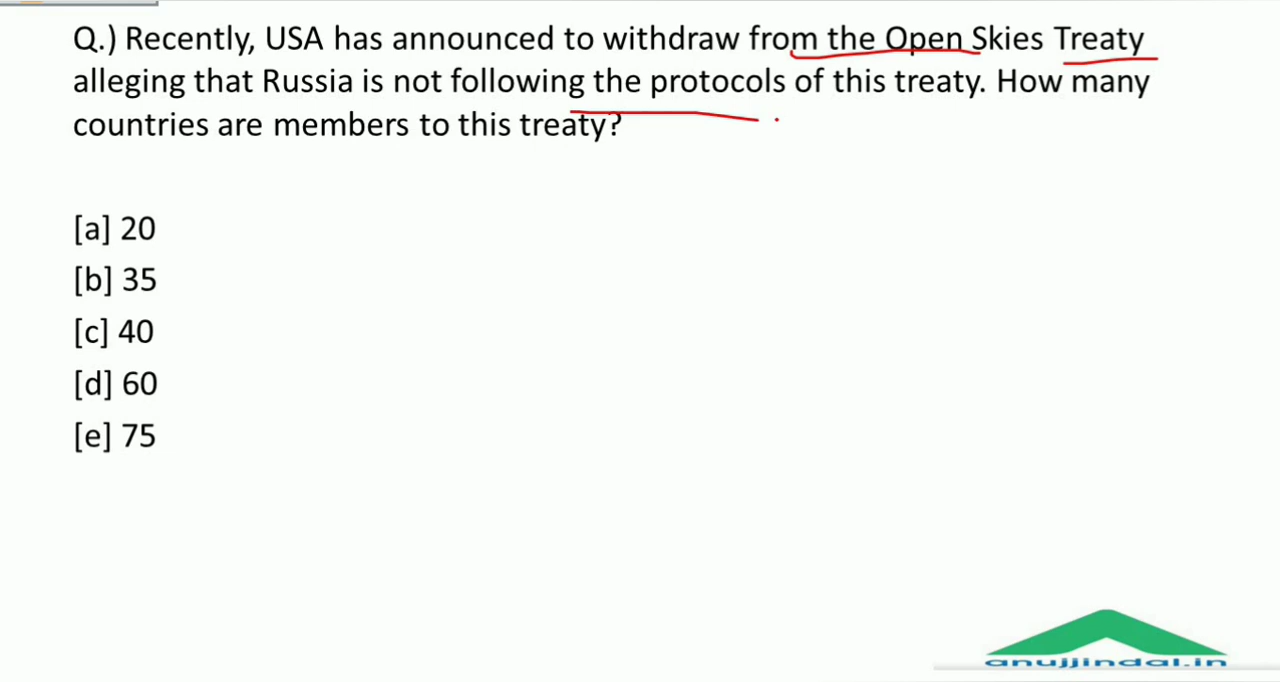 Q.) Recently, USA has announced to withdraw from the Open Skies Treaty
alleging that Russia is not following the protocols of this treaty. How many
countries are members to this treaty?
[a] 20
[b] 35
[c] 40
[d] 60
[e] 75
anujjindal.in